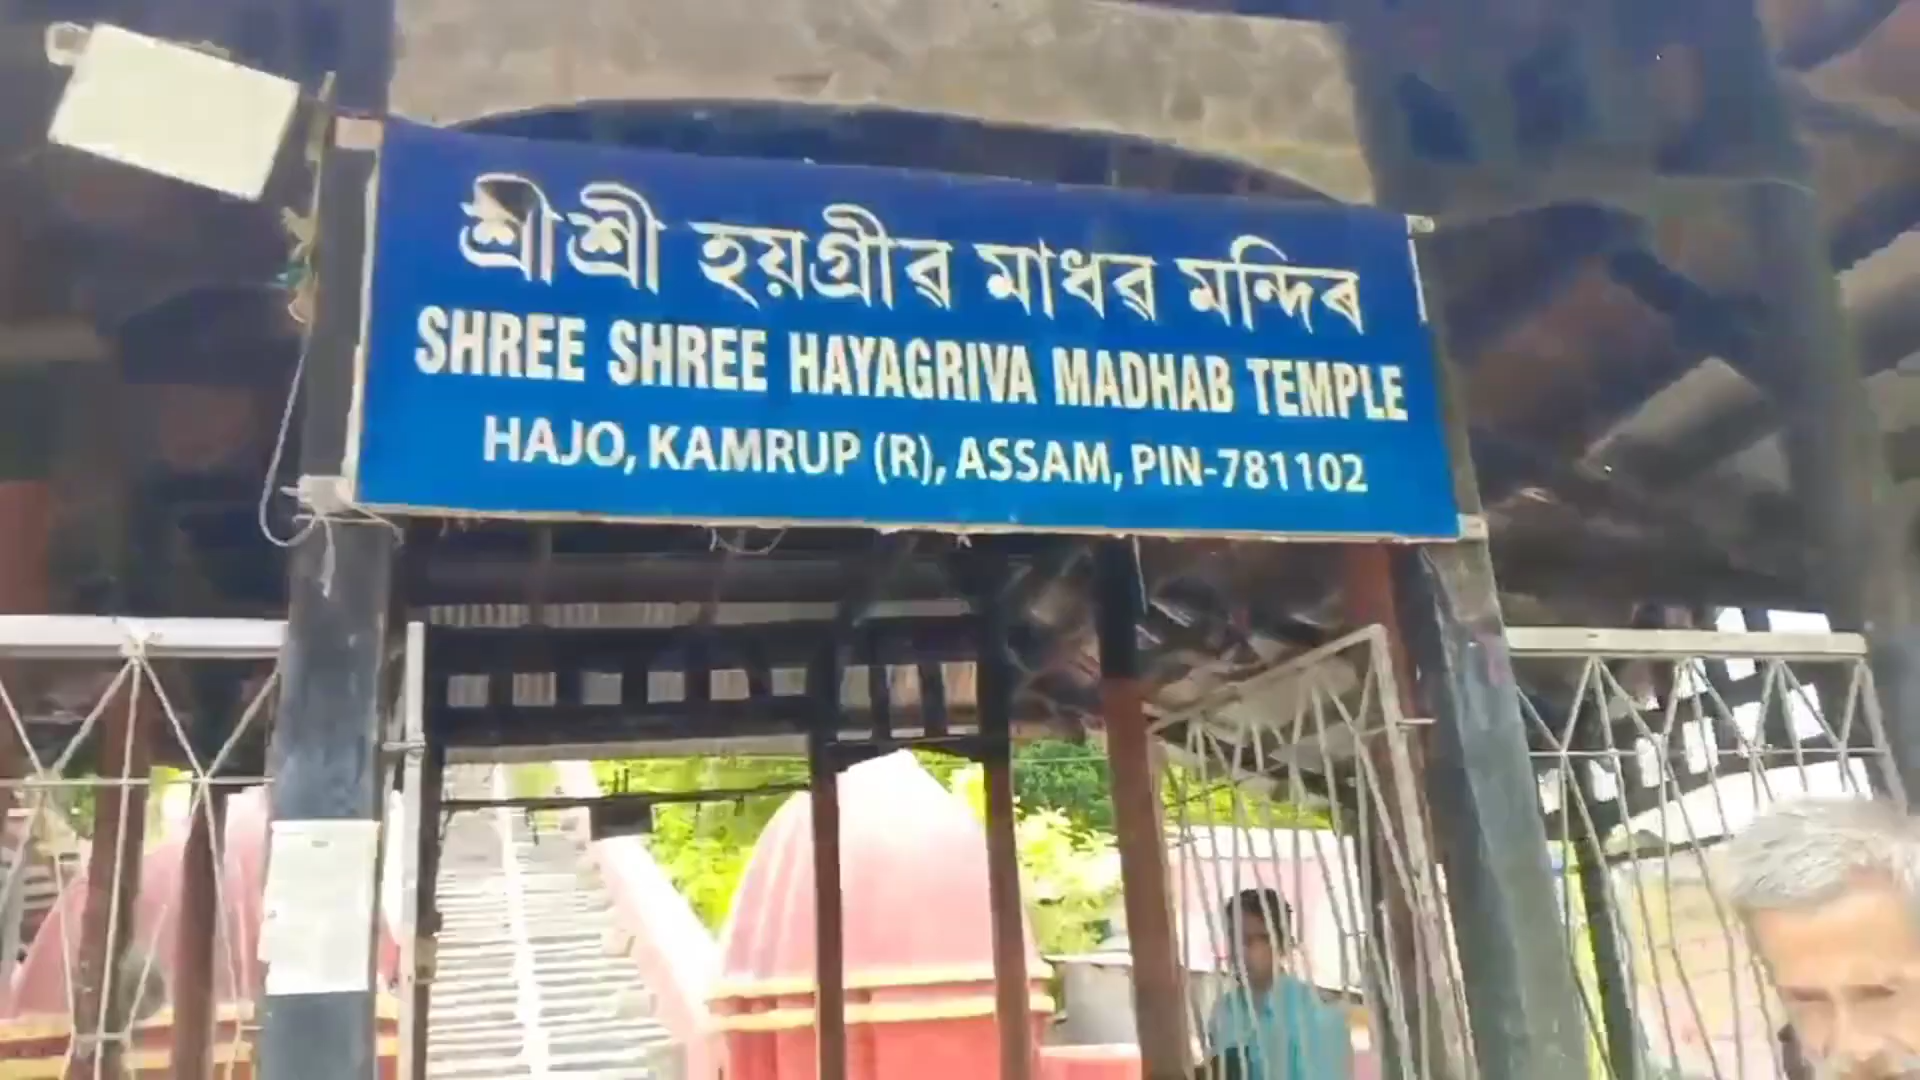 শ্ৰীশ্ৰী হয়গ্ৰীৱ মাধৱ মন্দিৰ
SHREE SHREE HAYAGRIVA MADHAB TEMPLE
HAJO, KAMRUP (R), ASSAM, PIN-781102